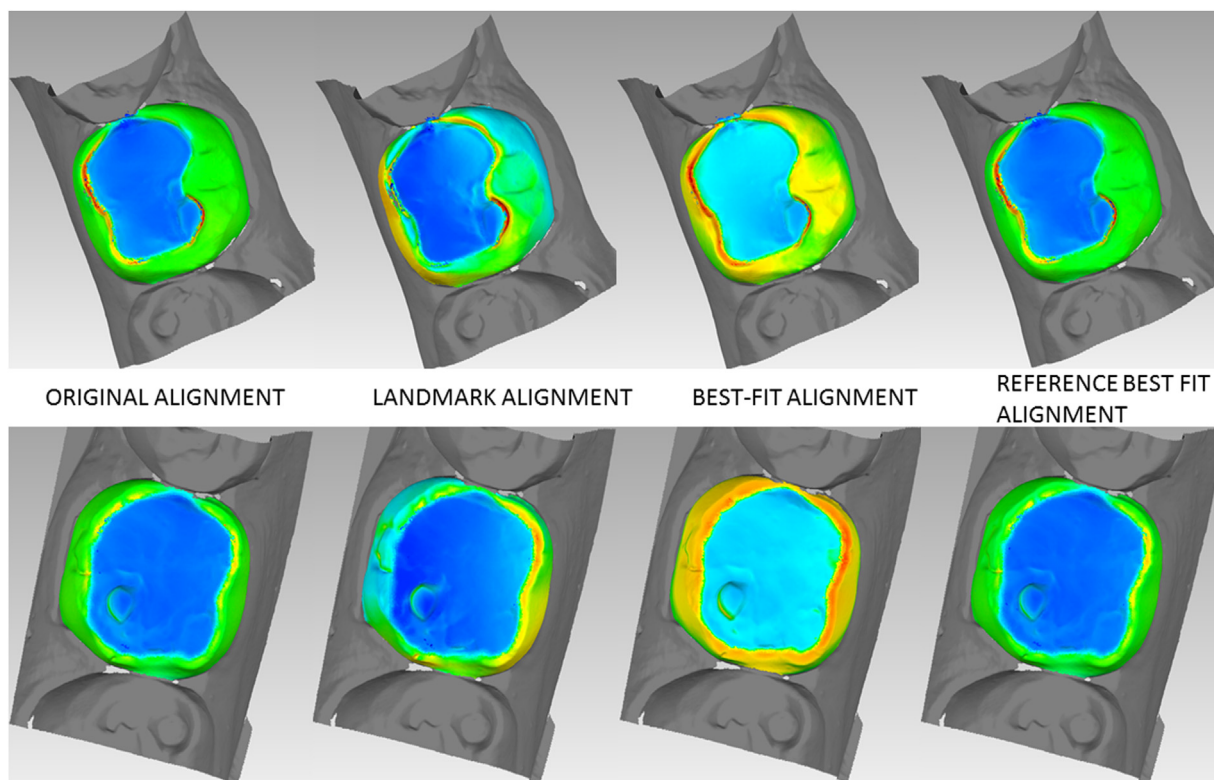 ORIGINAL ALIGNMENT
LANDMARK ALIGNMENT
BEST-FIT ALIGNMENT
REFERENCE BEST FIT
ALIGNMENT